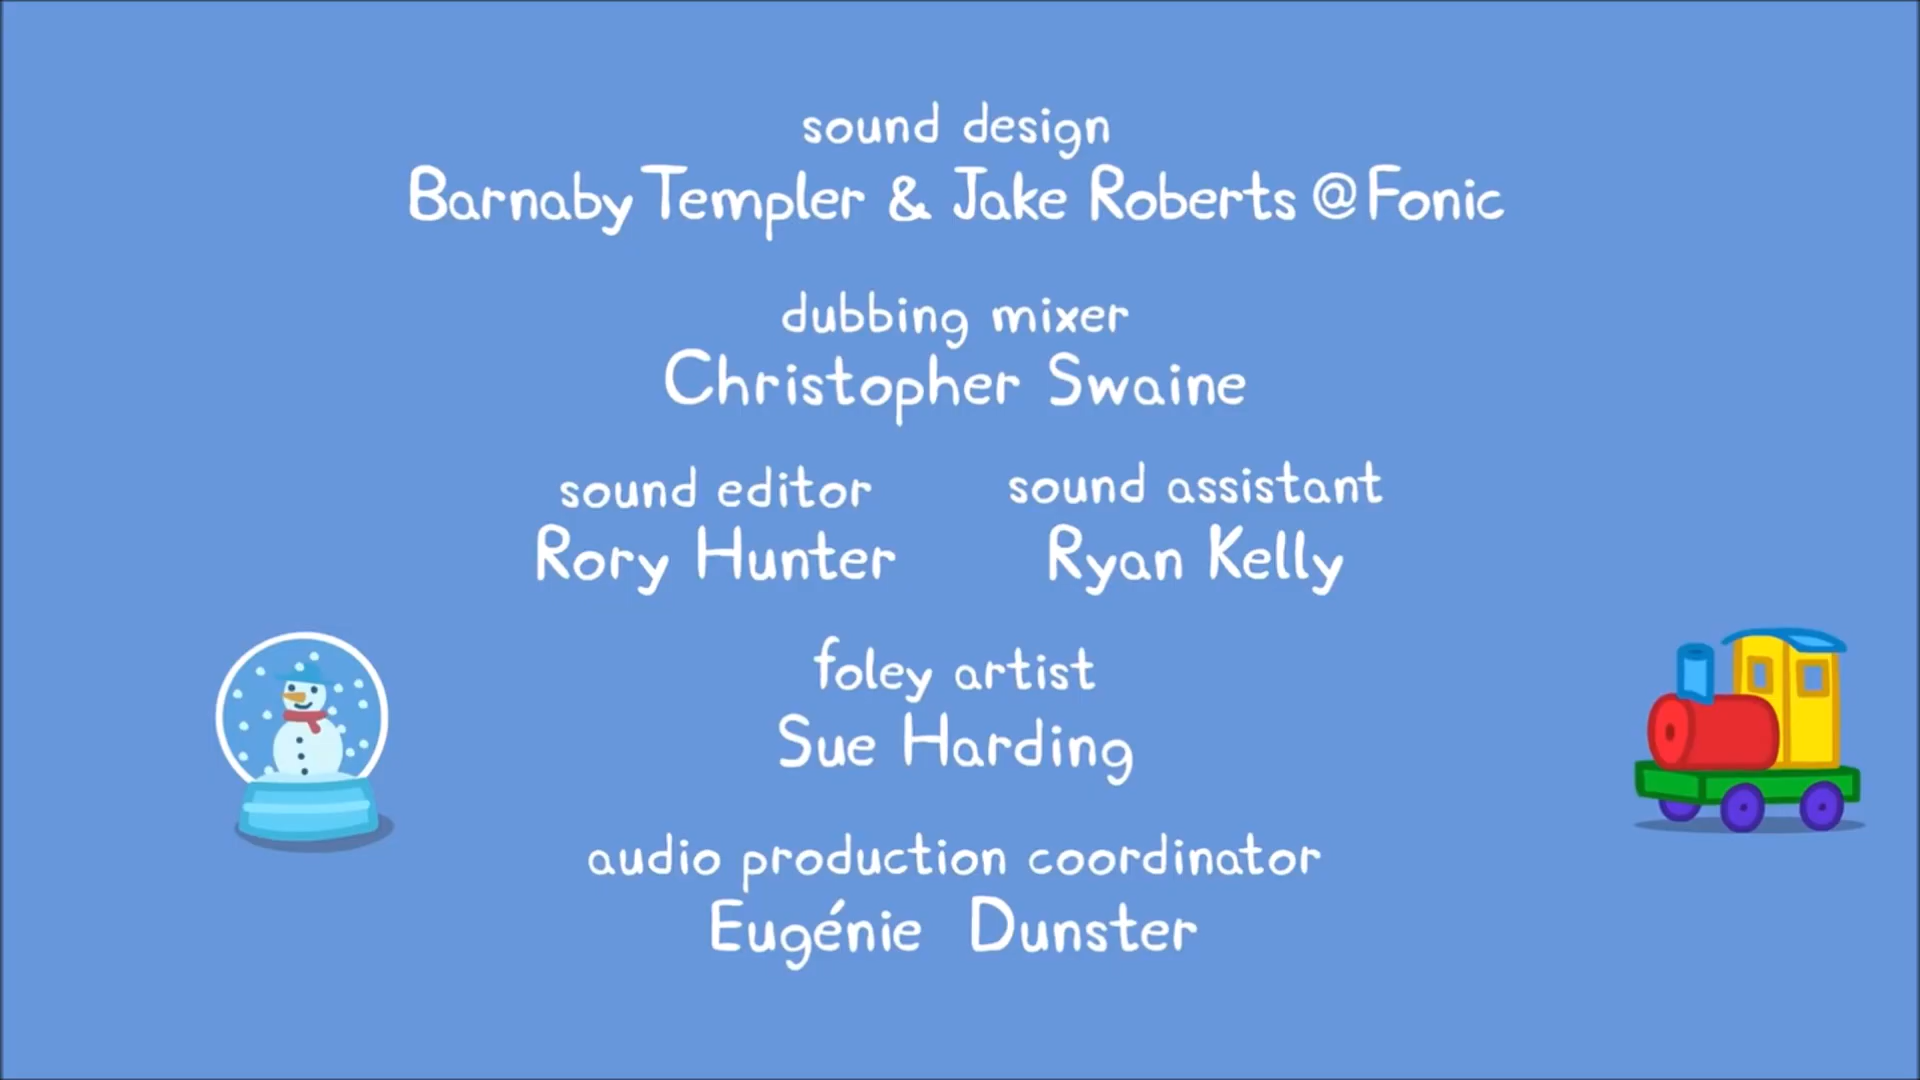 sound design
Barnaby Templer & Jake Roberts @ Fonic
dubbing mixer
Christopher Swaine
sound editor
Rory Hunter
sound assistant
Ryan Kelly
foley artist
Sue Harding
audio production coordinator
Eugénie Dunster